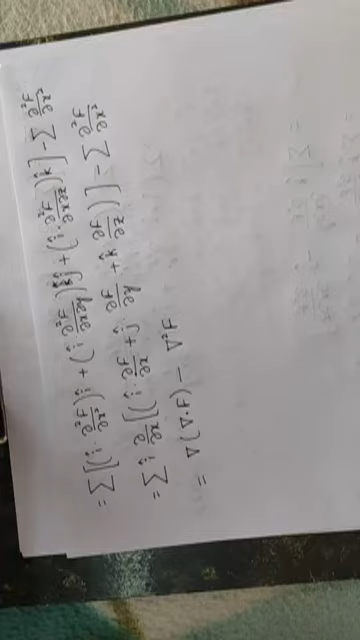 = Σ[(î · ∂²F/∂x²)î + (î · ∂²F/∂x∂y)ĵ + (î · ∂²F/∂x∂z)k̂] − Σ ∂²F/∂x²
= Σ î ∂/∂x[(î · ∂F/∂x + ĵ ∂F/∂y + k̂ ∂F/∂z)] − Σ ∂²F/∂x²
= ∇(∇·F) − ∇²F